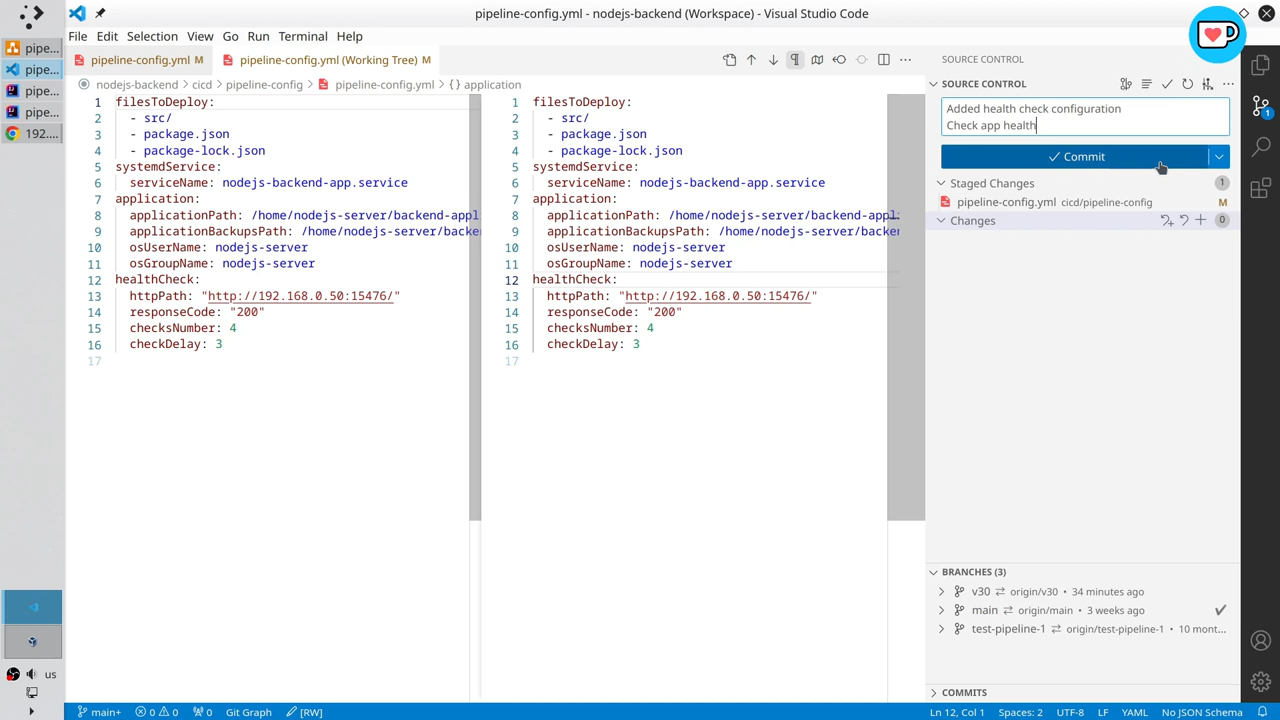 pipeline-config.yml - nodejs-backend (Workspace) - Visual Studio Code
File Edit Selection View Go Run Terminal Help
pipe...
pipe...
pipe...
pipe...
192....
us
pipeline-config.yml M
pipeline-config.yml (Working Tree) M
nodejs-backend > cicd > pipeline-config > pipeline-config.yml > {} application
1 filesToDeploy:
2 - src/
3 - package.json
4 - package-lock.json
5 systemdService:
6 serviceName: nodejs-backend-app.service
7 application:
8 applicationPath: /home/nodejs-server/backend-appl
9 applicationBackupsPath: /home/nodejs-server/backe
10 osUserName: nodejs-server
11 osGroupName: nodejs-server
12 healthCheck:
13 httpPath: "http://192.168.0.50:15476/"
14 responseCode: "200"
15 checksNumber: 4
16 checkDelay: 3
17
1 filesToDeploy:
2 - src/
3 - package.json
4 - package-lock.json
5 systemdService:
6 serviceName: nodejs-backend-app.service
7 application:
8 applicationPath: /home/nodejs-server/backend-appl
9 applicationBackupsPath: /home/nodejs-server/backe
10 osUserName: nodejs-server
11 osGroupName: nodejs-server
12 healthCheck:
13 httpPath: "http://192.168.0.50:15476/"
14 responseCode: "200"
15 checksNumber: 4
16 checkDelay: 3
17
SOURCE CONTROL
SOURCE CONTROL
Added health check configuration
Check app health
Commit
Staged Changes 1
pipeline-config.yml cicd/pipeline-config M
Changes 0
1
BRANCHES (3)
v30 origin/v30 • 34 minutes ago
main origin/main • 3 weeks ago
test-pipeline-1 origin/test-pipeline-1 • 10 mont...
COMMITS
main+ 0 0 0 Git Graph [RW] Ln 12, Col 1 Spaces: 2 UTF-8 LF YAML No JSON Schema